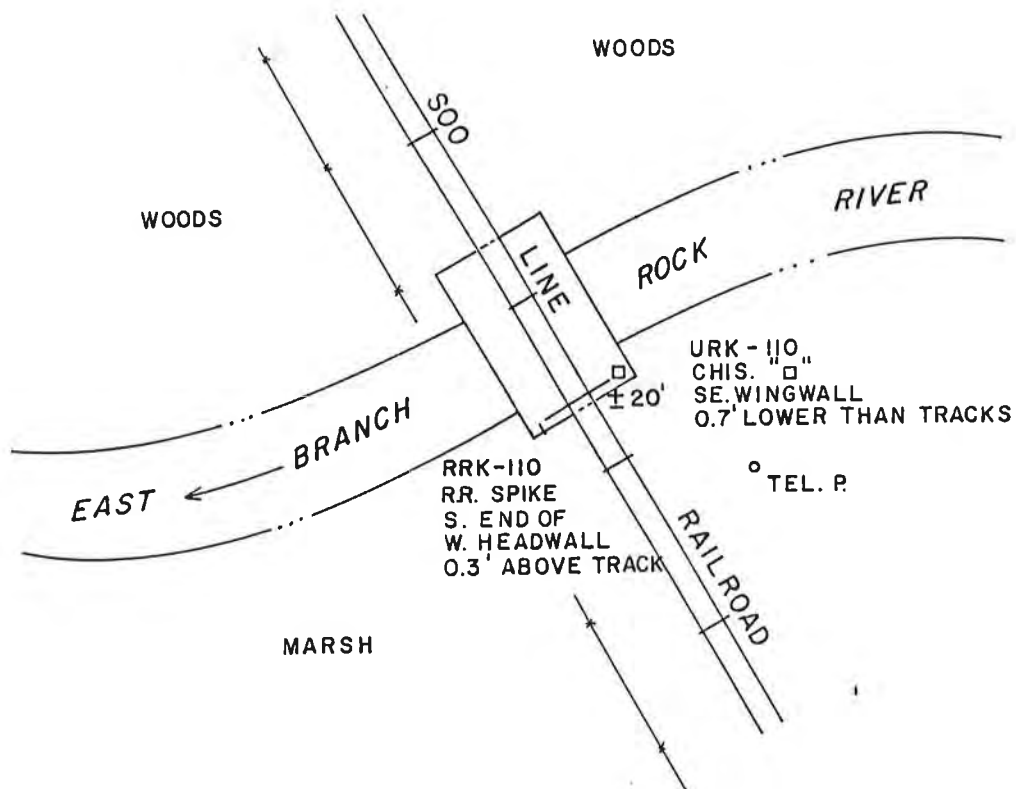 WOODS
SOO
WOODS
RIVER
LINE
ROCK
URK-110
CHIS. "□"
SE. WINGWALL
0.7' LOWER THAN TRACKS
±20'
BRANCH
EAST
RRK-110
R.R. SPIKE
S. END OF
W. HEADWALL
0.3' ABOVE TRACK
TEL. P.
RAILROAD
MARSH